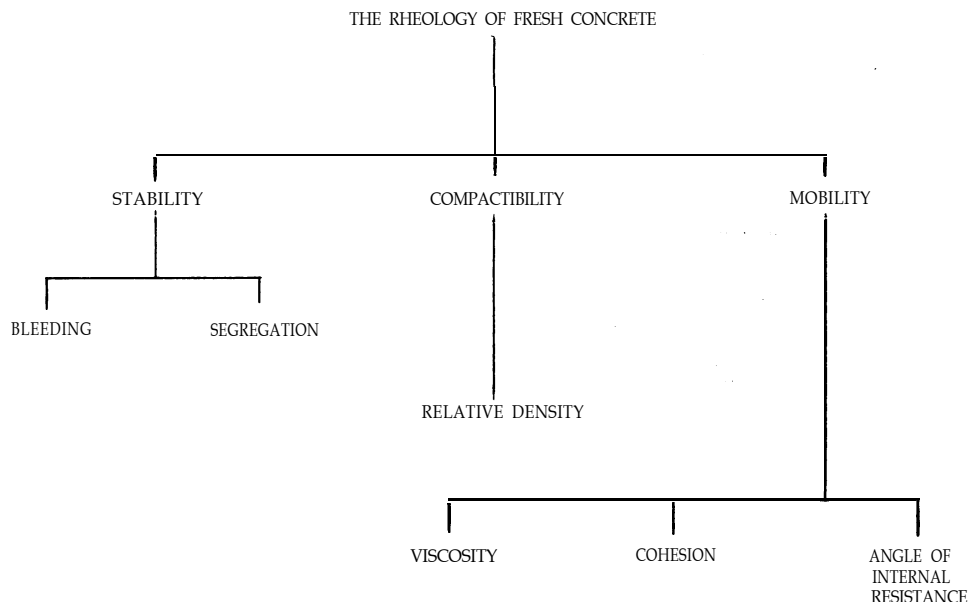 THE RHEOLOGY OF FRESH CONCRETE
STABILITY
COMPACTIBILITY
MOBILITY
BLEEDING
SEGREGATION
RELATIVE DENSITY
VISCOSITY
COHESION
ANGLE OF
INTERNAL
RESISTANCE